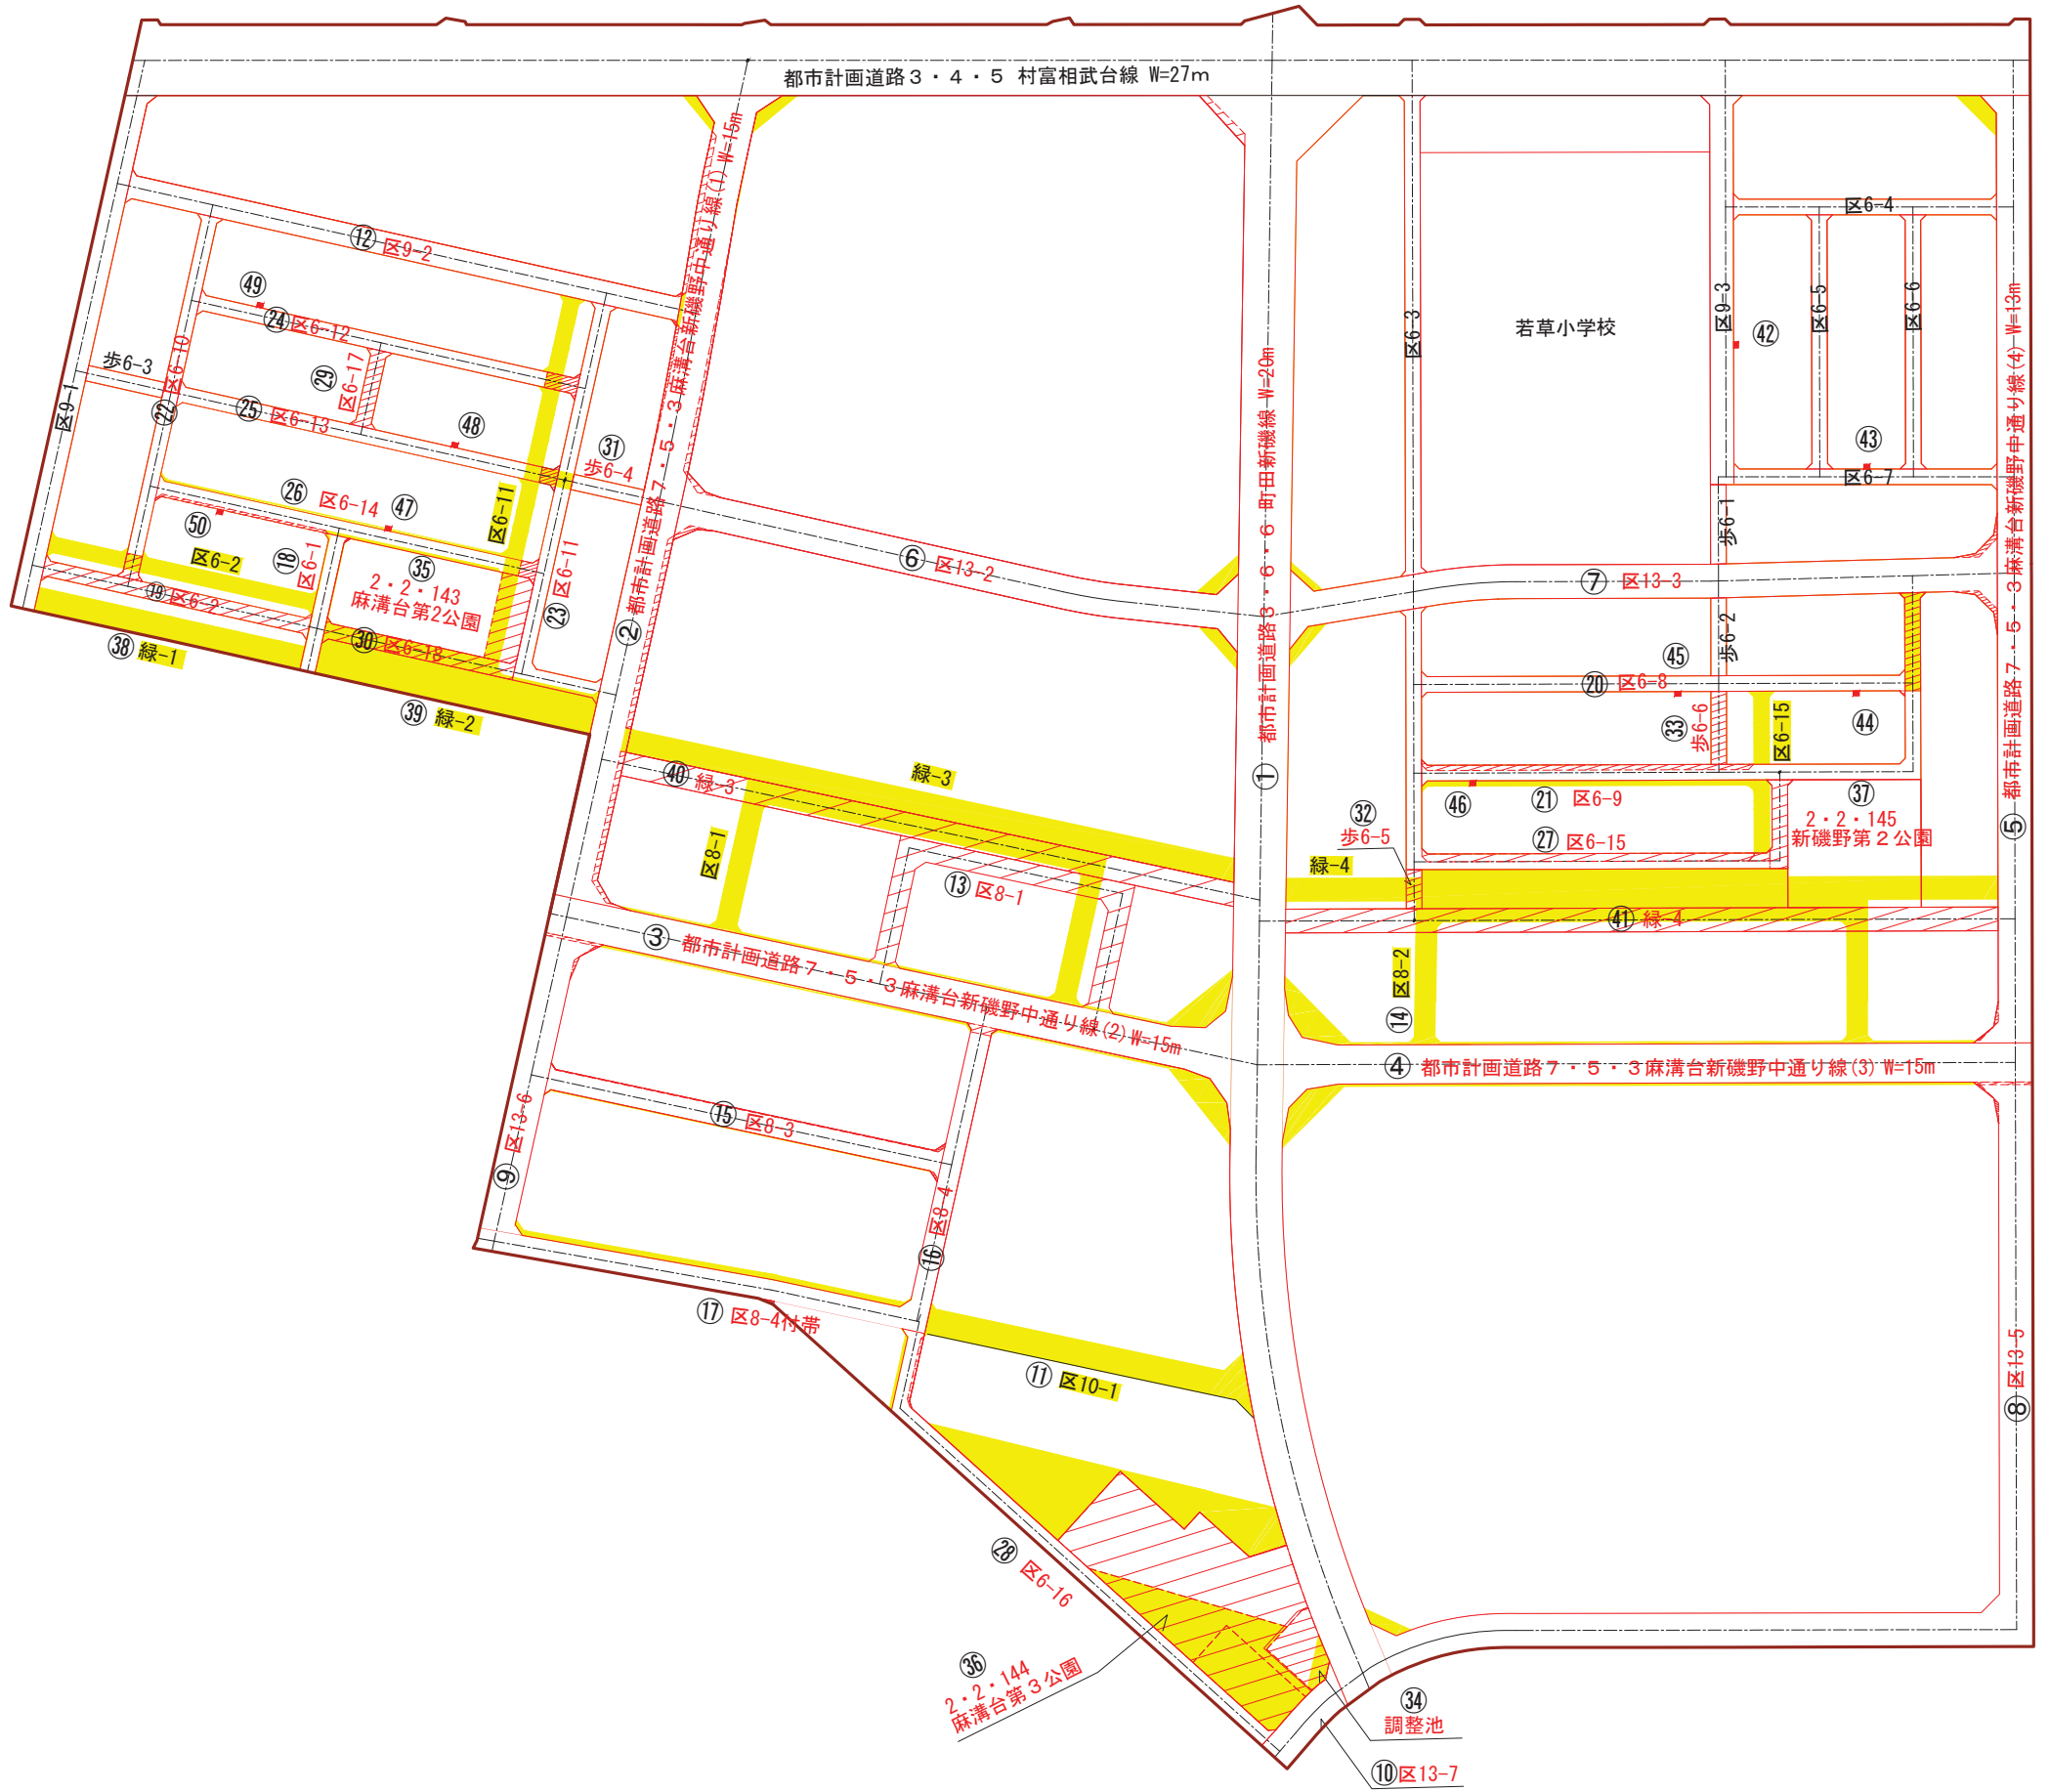 都市計画道路3・4・5 村富相武台線 W=27m
都市計画道路7・5・3麻溝台新磯野中通り線(1) W=15m
⑫ 区9-2
㊾
㉔ 区6-12
歩6-3
区6-10
㉒
㉙
区6-17
区9-1
㉕ 区6-13
㊽
㉛
歩6-4
㉖ 区6-14
㊼
区6-11
㊿
区6-2
⑱
区6-1
㉟
2・2・143
麻溝台第2公園
区6-11
㉓
②
⑲ 区6-2
㉚ 区6-18
㊳ 緑-1
㊴ 緑-2
⑥ 区13-2
都市計画道路3・6・6 町田新磯線 W=20m
①
区6-3
若草小学校
区9-3
㊷
区6-4
区6-5
区6-6
㊸
区6-7
歩6-1
都市計画道路7・5・3麻溝台新磯野中通り線(4) W=13m
⑤
⑦ 区13-3
歩6-2
㊺
⑳ 区6-8
㉝
歩6-6
区6-15
㊹
㊻
㉑ 区6-9
㉗ 区6-15
㊲
2・2・145
新磯野第2公園
㉜
歩6-5
緑-4
㊶ 緑-4
緑-3
㊵ 緑-3
区8-1
⑬ 区8-1
③ 都市計画道路7・5・3麻溝台新磯野中通り線(2) W=15m
区8-2
⑭
④ 都市計画道路7・5・3麻溝台新磯野中通り線(3) W=15m
区13-6
⑨
⑮ 区8-3
区8-4
⑯
⑰ 区8-4付帯
⑪ 区10-1
区13-5
⑧
㉘ 区6-16
㊱
2・2・144
麻溝台第3公園
㉞
調整池
⑩区13-7